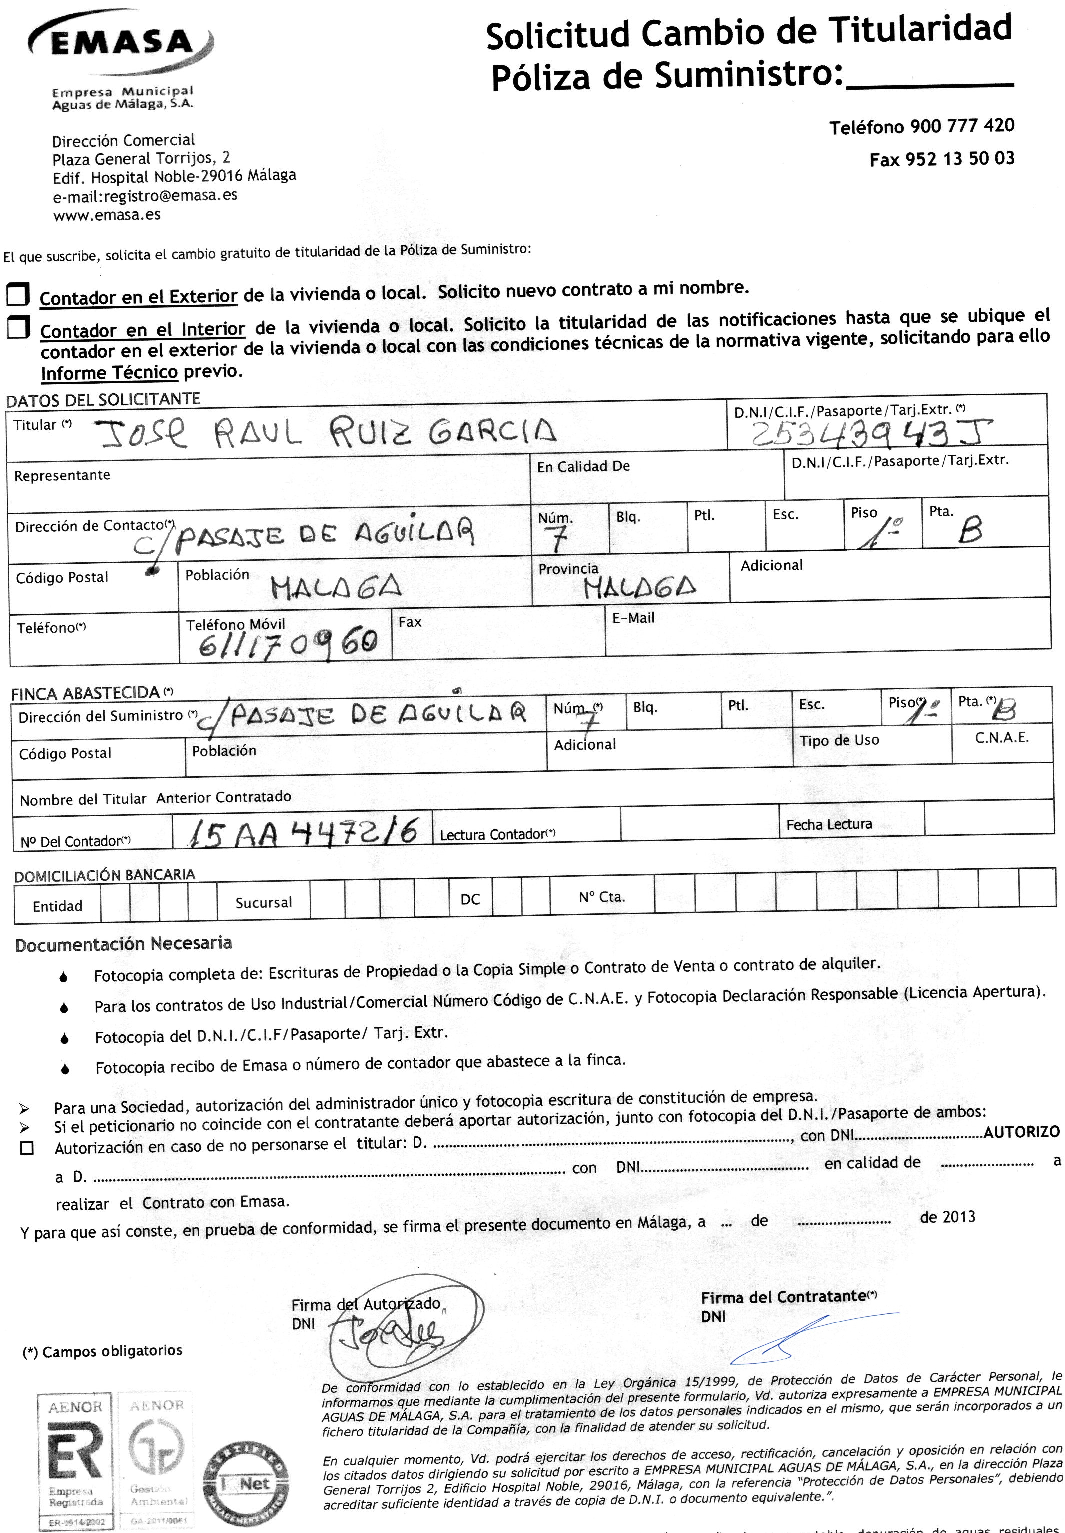 EMASA
Empresa Municipal
Aguas de Málaga, S.A.
Solicitud Cambio de Titularidad
Póliza de Suministro:_________
Teléfono 900 777 420
Fax 952 13 50 03
Dirección Comercial
Plaza General Torrijos, 2
Edif. Hospital Noble-29016 Málaga
e-mail:registro@emasa.es
www.emasa.es
El que suscribe, solicita el cambio gratuito de titularidad de la Póliza de Suministro:
Contador en el Exterior de la vivienda o local. Solicito nuevo contrato a mi nombre.
Contador en el Interior de la vivienda o local. Solicito la titularidad de las notificaciones hasta que se ubique el
contador en el exterior de la vivienda o local con las condiciones técnicas de la normativa vigente, solicitando para ello
Informe Técnico previo.
DATOS DEL SOLICITANTE
Titular (*) JOSE RAUL RUIZ GARCIA D.N.I/C.I.F./Pasaporte/Tarj.Extr. (*) 25343943J
Representante En Calidad De D.N.I/C.I.F./Pasaporte/Tarj.Extr.
Dirección de Contacto(*) C/PASAJE DE AGUILAR Núm. 7 Blq. Ptl. Esc. Piso 1º Pta. B
Código Postal Población MALAGA Provincia MALAGA Adicional
Teléfono(*) Teléfono Móvil 611170960 Fax E-Mail
FINCA ABASTECIDA (*)
Dirección del Suministro (*) C/PASAJE DE AGUILAR Núm. (*) 7 Blq. Ptl. Esc. Piso(*) 1º Pta. (*) B
Código Postal Población Adicional Tipo de Uso C.N.A.E.
Nombre del Titular Anterior Contratado
Nº Del Contador(*) 15AA447216 Lectura Contador(*) Fecha Lectura
DOMICILIACIÓN BANCARIA
Entidad Sucursal DC Nº Cta.
Documentación Necesaria
Fotocopia completa de: Escrituras de Propiedad o la Copia Simple o Contrato de Venta o contrato de alquiler.
Para los contratos de Uso Industrial/Comercial Número Código de C.N.A.E. y Fotocopia Declaración Responsable (Licencia Apertura).
Fotocopia del D.N.I./C.I.F/Pasaporte/ Tarj. Extr.
Fotocopia recibo de Emasa o número de contador que abastece a la finca.
➢ Para una Sociedad, autorización del administrador único y fotocopia escritura de constitución de empresa.
➢ Si el peticionario no coincide con el contratante deberá aportar autorización, junto con fotocopia del D.N.I./Pasaporte de ambos:
Autorización en caso de no personarse el titular: D. ........................, con DNI................AUTORIZO
a D. ........................ con DNI................ en calidad de ................ a
realizar el Contrato con Emasa.
Y para que así conste, en prueba de conformidad, se firma el presente documento en Málaga, a ... de ................ de 2013
Firma del Autorizado,
DNI
Firma del Contratante(*)
DNI
(*) Campos obligatorios
De conformidad con lo establecido en la Ley Orgánica 15/1999, de Protección de Datos de Carácter Personal, le
informamos que mediante la cumplimentación del presente formulario, Vd. autoriza expresamente a EMPRESA MUNICIPAL
AGUAS DE MÁLAGA, S.A. para el tratamiento de los datos personales indicados en el mismo, que serán incorporados a un
fichero titularidad de la Compañía, con la finalidad de atender su solicitud.
En cualquier momento, Vd. podrá ejercitar los derechos de acceso, rectificación, cancelación y oposición en relación con
los citados datos dirigiendo su solicitud por escrito a EMPRESA MUNICIPAL AGUAS DE MÁLAGA, S.A., en la dirección Plaza
General Torrijos 2, Edificio Hospital Noble, 29016, Málaga, con la referencia "Protección de Datos Personales", debiendo
acreditar suficiente identidad a través de copia de D.N.I. o documento equivalente.".
AENOR
ER
Empresa
Registrada
ER-0514/2002
AENOR
Gestión
Ambiental
GA-2011/0061
CERTIFIED
Net
MANAGEMENT SYSTEM
depuración de aguas residuales,